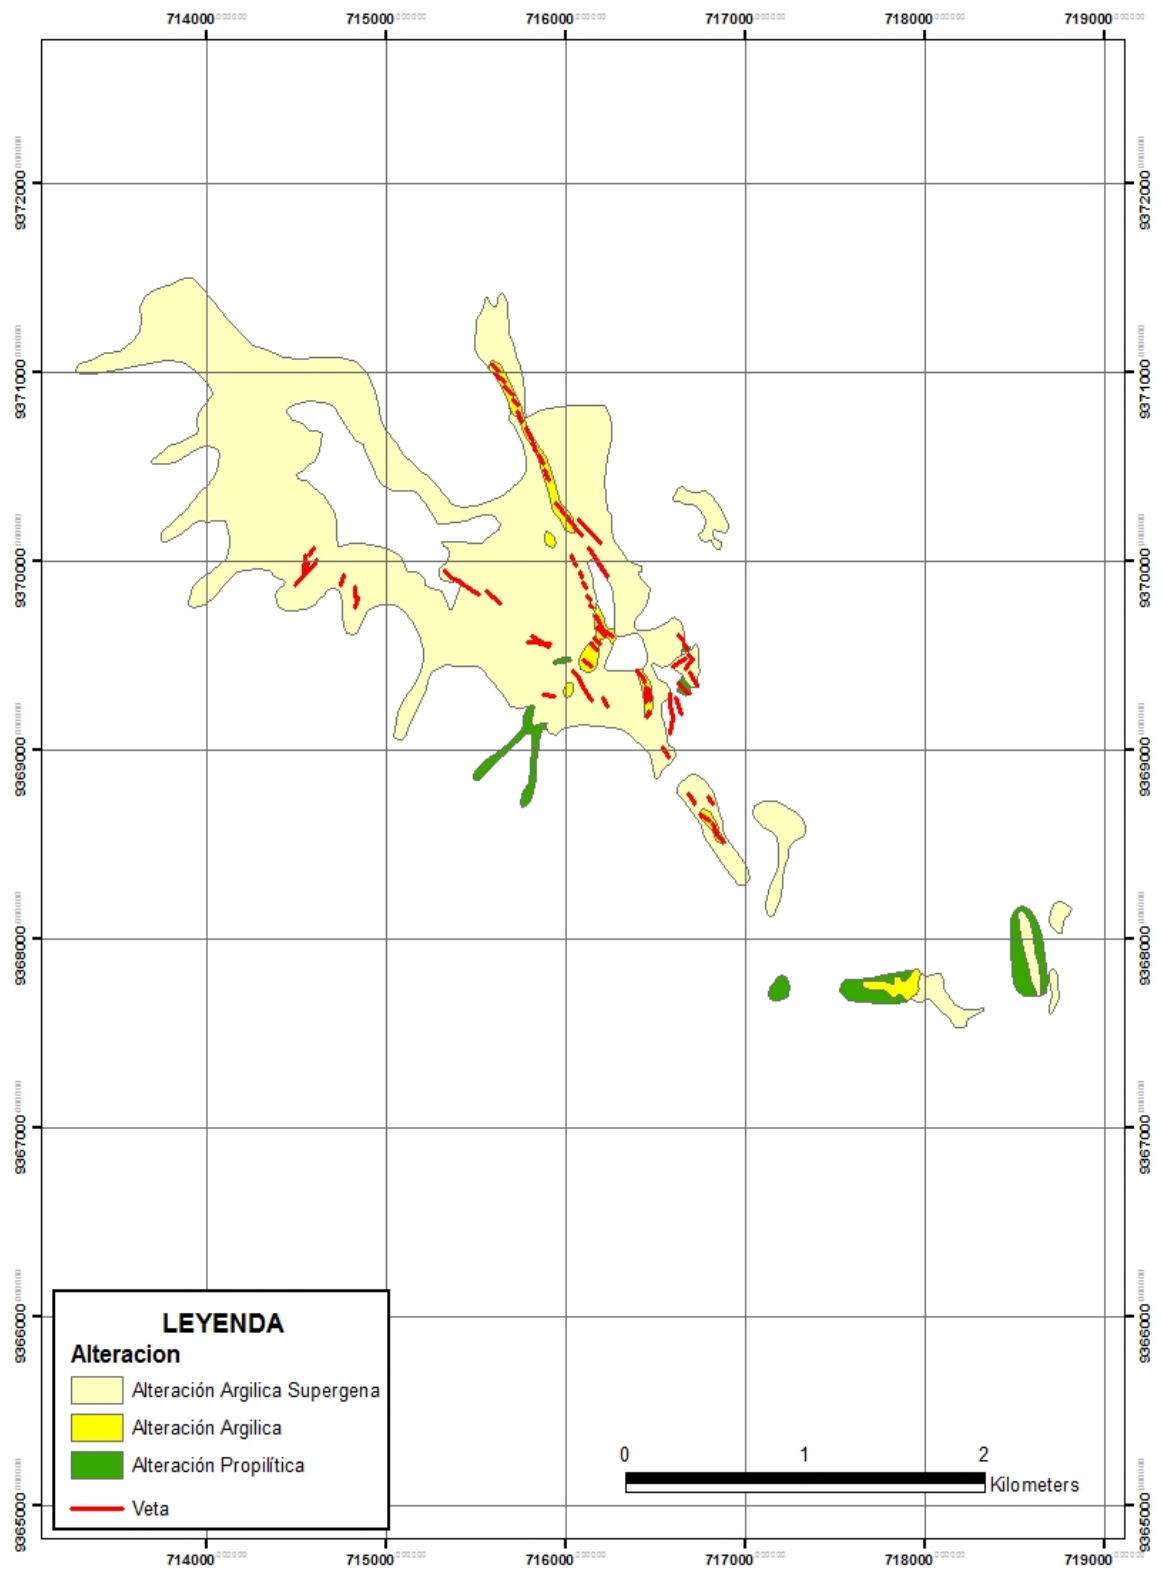 714000 715000 716000 717000 718000 719000
9372000 9372000
9371000 9371000
9370000 9370000
9369000 9369000
9368000 9368000
9367000 9367000
9366000 9366000
9365000 9365000
LEYENDA
Alteracion
Alteración Argilica Supergena
Alteración Argilica
Alteración Propilítica
Veta
0 1 2
Kilometers
714000 715000 716000 717000 718000 719000